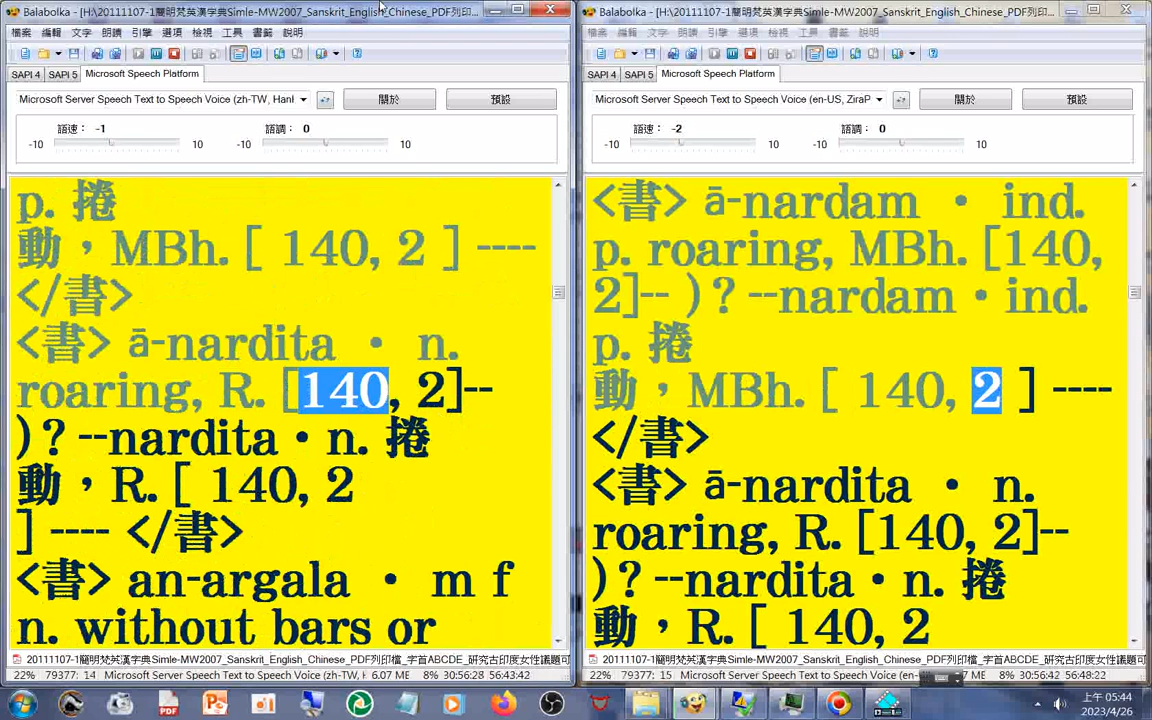 Balabolka - [H:\20111107-1簡明梵英漢字典Simle-MW2007_Sanskrit_English_Chinese_PDF列印...
檔案 編輯 文字 朗讀 引擎 選項 檢視 工具 書籤 說明
SAPI 4 SAPI 5 Microsoft Speech Platform
Microsoft Server Speech Text to Speech Voice (zh-TW, HanH
關於 預設
語速： -1 語調： 0
-10 10 -10 10
p. 捲
動，MBh. [ 140, 2 ] ----
</書>
<書> ā-nardita • n.
roaring, R. [140, 2]--
)? --nardita • n. 捲
動，R. [ 140, 2
] ---- </書>
<書> an-argala • m f
n. without bars or
20111107-1簡明梵英漢字典Simle-MW2007_Sanskrit_English_Chinese_PDF列印檔_字首ABCDE_研究古印度女性議題可
22% 79377: 14 Microsoft Server Speech Text to Speech Voice (zh-TW, H 6.07 ME 8% 30:56:28 56:43:42
Balabolka - [H:\20111107-1簡明梵英漢字典Simle-MW2007_Sanskrit_English_Chinese_PDF列印...
檔案 編輯 文字 朗讀 引擎 選項 檢視 工具 書籤 說明
SAPI 4 SAPI 5 Microsoft Speech Platform
Microsoft Server Speech Text to Speech Voice (en-US, ZiraP
關於 預設
語速： -2 語調： 0
-10 10 -10 10
<書> ā-nardam • ind.
p. roaring, MBh. [140,
2]-- )? --nardam • ind.
p. 捲
動，MBh. [ 140, 2 ] ----
</書>
<書> ā-nardita • n.
roaring, R. [140, 2]--
)? --nardita • n. 捲
動，R. [ 140, 2
20111107-1簡明梵英漢字典Simle-MW2007_Sanskrit_English_Chinese_PDF列印檔_字首ABCDE_研究古印度女性議題可
22% 79377: 15 Microsoft Server Speech Text to Speech Voice (en-U 8% 30:56:42 56:48:22
上午 05:44
2023/4/26